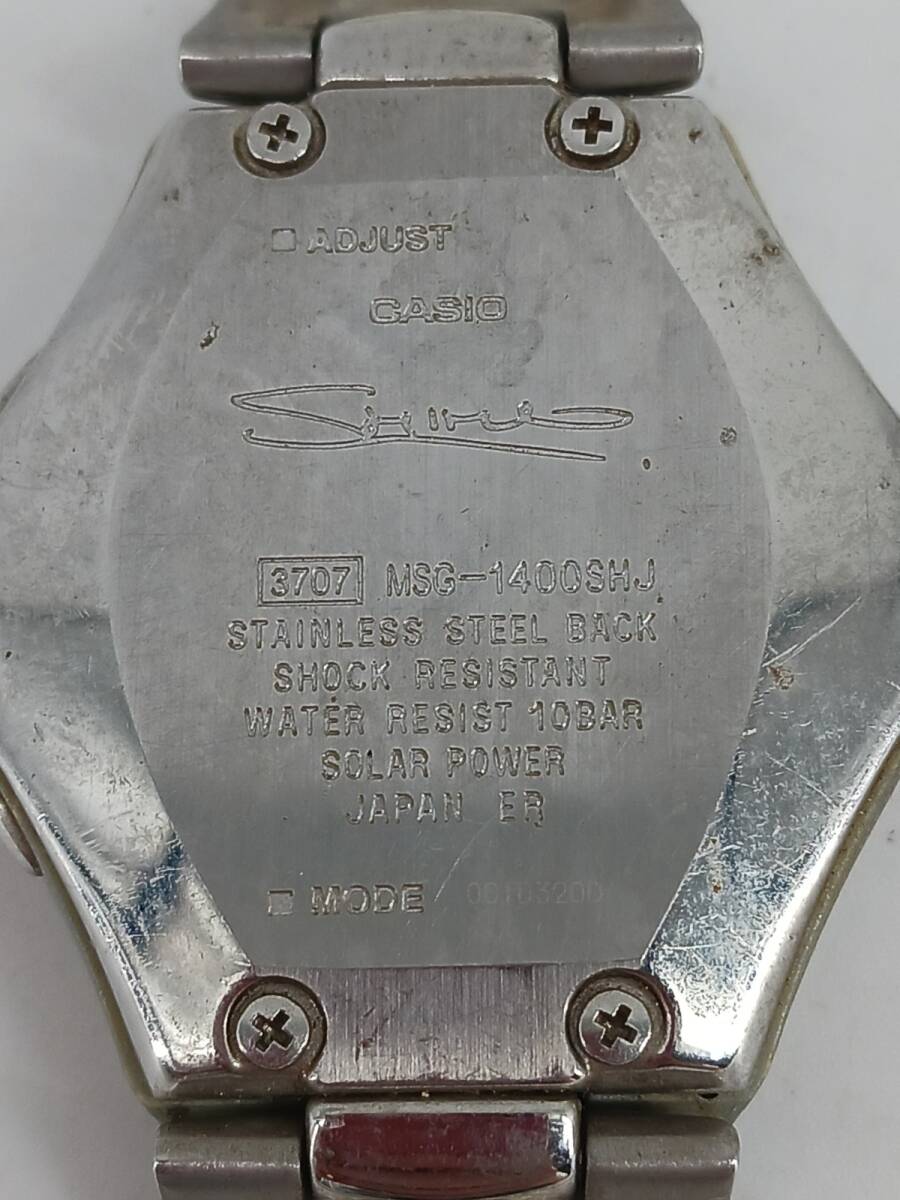 ADJUST
CASIO
3707 MSG-1400SHJ
STAINLESS STEEL BACK
SHOCK RESISTANT
WATER RESIST 10BAR
SOLAR POWER
JAPAN ER
MODE